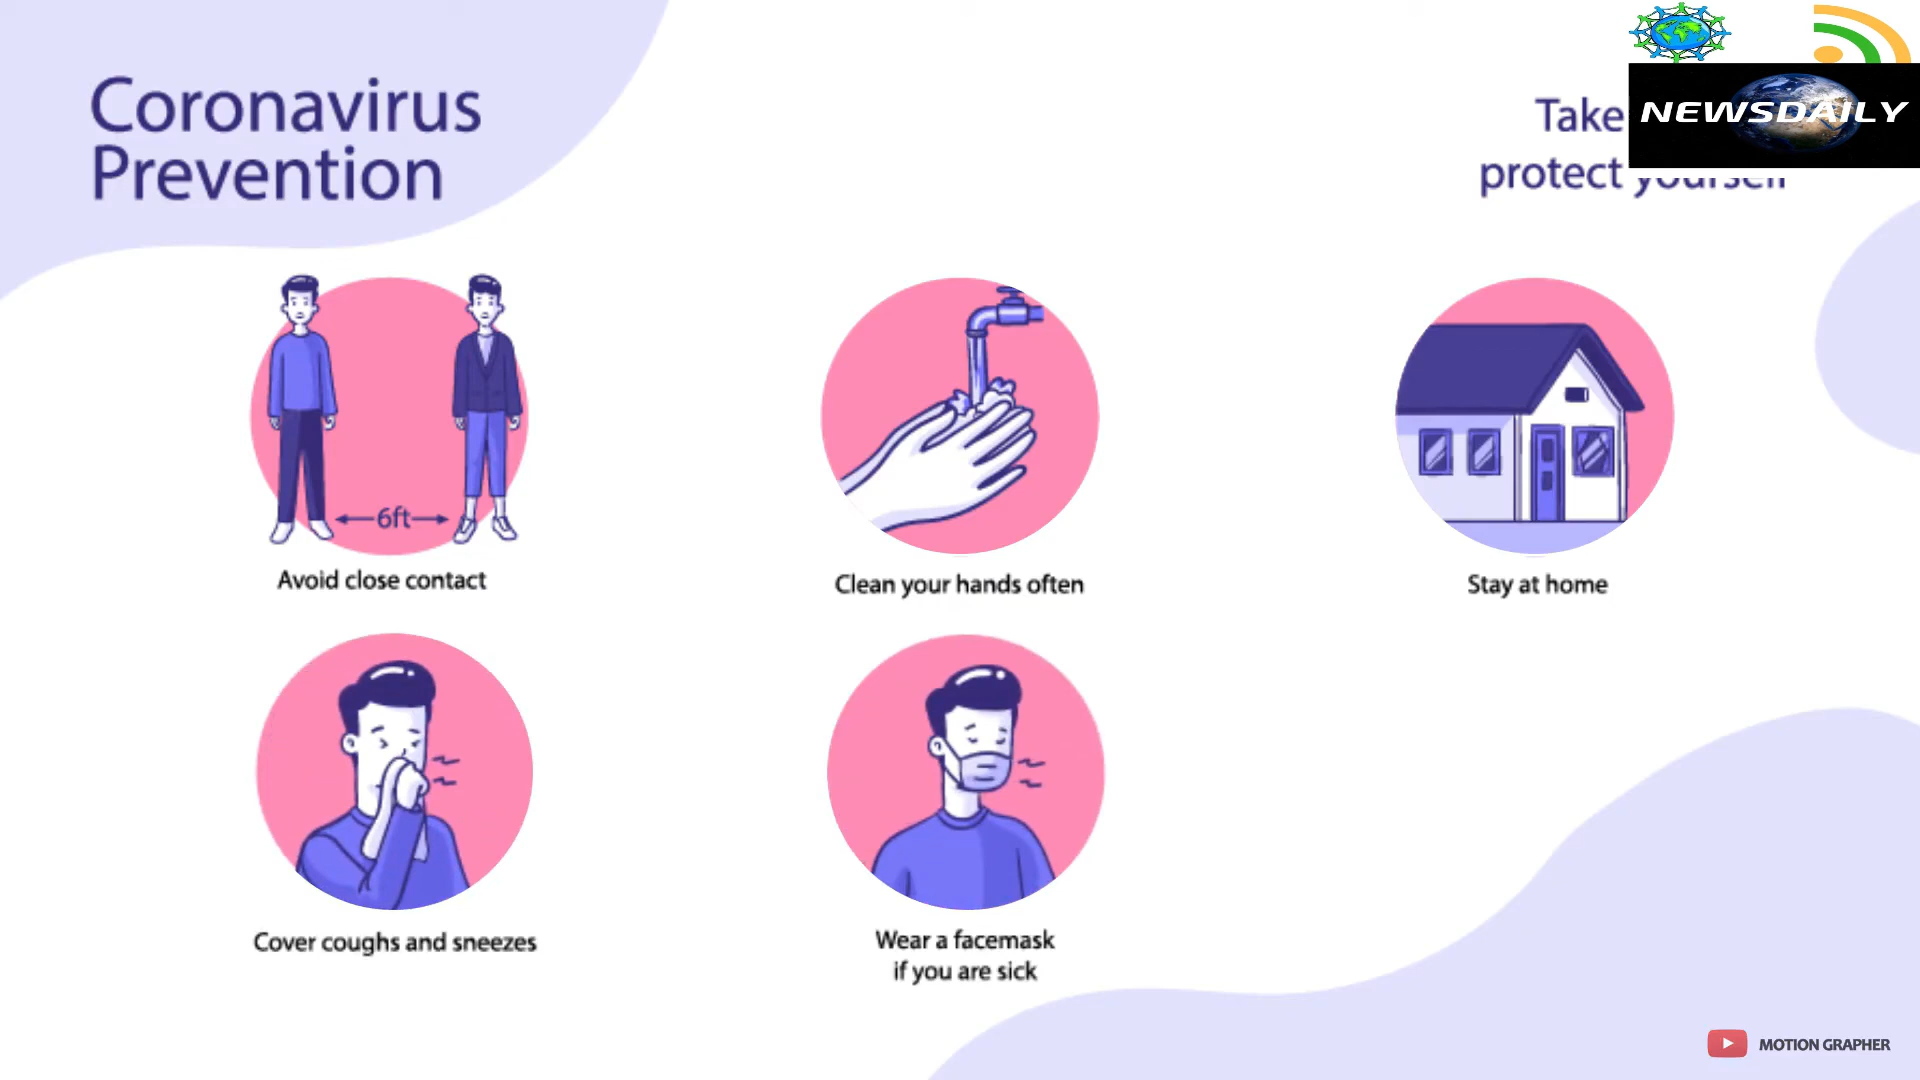 Coronavirus
Prevention
Take
protect yourself
NEWSDAILY
6ft
Avoid close contact
Clean your hands often
Stay at home
Cover coughs and sneezes
Wear a facemask
if you are sick
MOTION GRAPHER